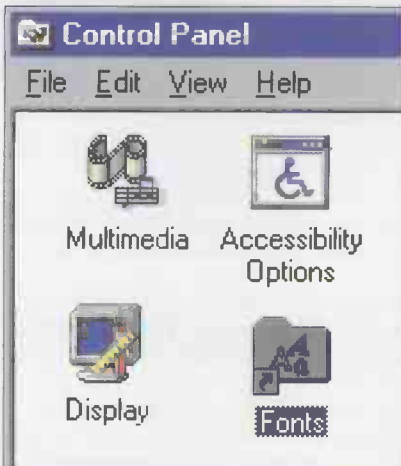 Control Panel
File Edit View Help
Multimedia Accessibility
Options
Display Fonts